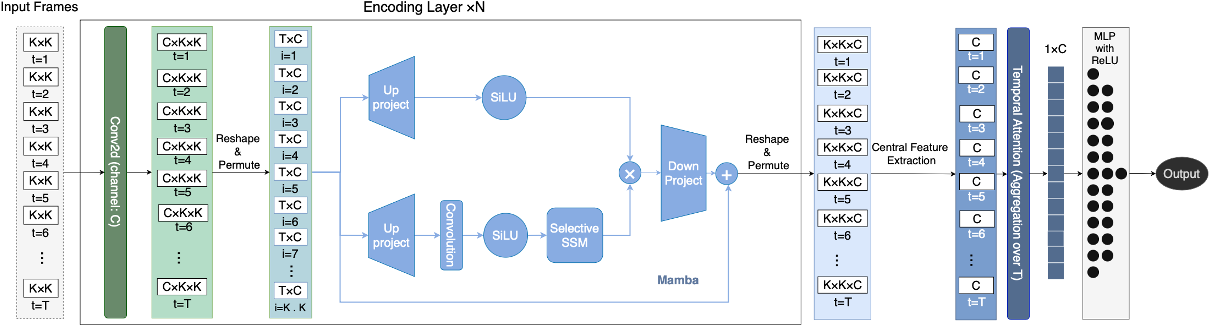 Input Frames
K×K
t=1
K×K
t=2
K×K
t=3
K×K
t=4
K×K
t=5
K×K
t=6
⋮
K×K
t=T
Encoding Layer ×N
Conv2d (channel: C)
C×K×K
t=1
C×K×K
t=2
C×K×K
t=3
C×K×K
t=4
C×K×K
t=5
C×K×K
t=6
⋮
C×K×K
t=T
Reshape
&
Permute
T×C
i=1
T×C
i=2
T×C
i=3
T×C
i=4
T×C
i=5
T×C
i=6
T×C
i=7
⋮
T×C
i=K . K
Up
project
SiLU
Up
project
Convolution
SiLU
Selective
SSM
×
Down
Project
+
Mamba
Reshape
&
Permute
K×K×C
t=1
K×K×C
t=2
K×K×C
t=3
K×K×C
t=4
K×K×C
t=5
K×K×C
t=6
⋮
K×K×C
t=T
Central Feature
Extraction
C
t=1
C
t=2
C
t=3
C
t=4
C
t=5
C
t=6
⋮
C
t=T
Temporal Attention (Aggregation over T)
1×C
MLP
with
ReLU
Output